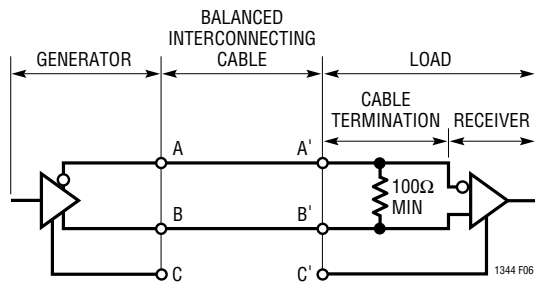 BALANCED
INTERCONNECTING
CABLE
GENERATOR
LOAD
CABLE
TERMINATION
RECEIVER
A
A'
100Ω
MIN
B
B'
C
C'
1344 F06